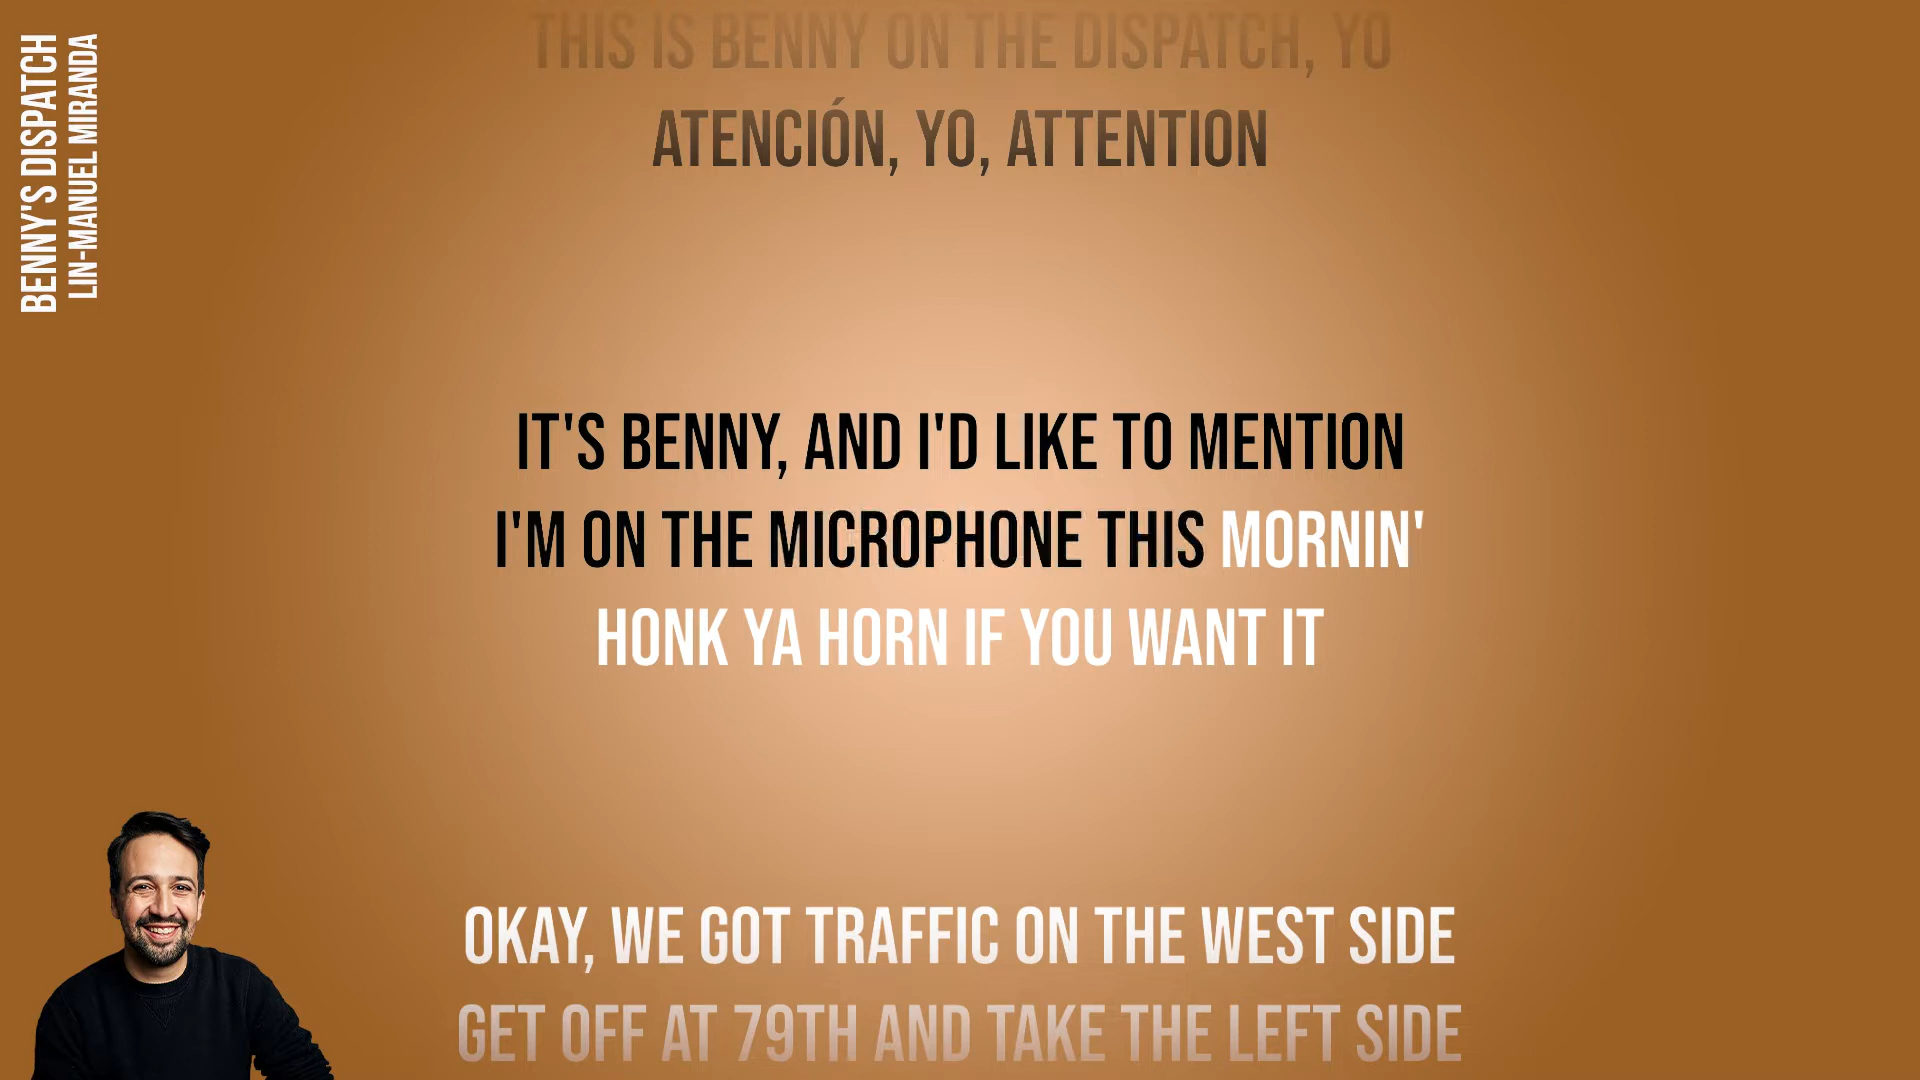 BENNY'S DISPATCH
LIN-MANUEL MIRANDA
THIS IS BENNY ON THE DISPATCH, YO
ATENCIÓN, YO, ATTENTION
IT'S BENNY, AND I'D LIKE TO MENTION
I'M ON THE MICROPHONE THIS MORNIN'
HONK YA HORN IF YOU WANT IT
OKAY, WE GOT TRAFFIC ON THE WEST SIDE
GET OFF AT 79TH AND TAKE THE LEFT SIDE